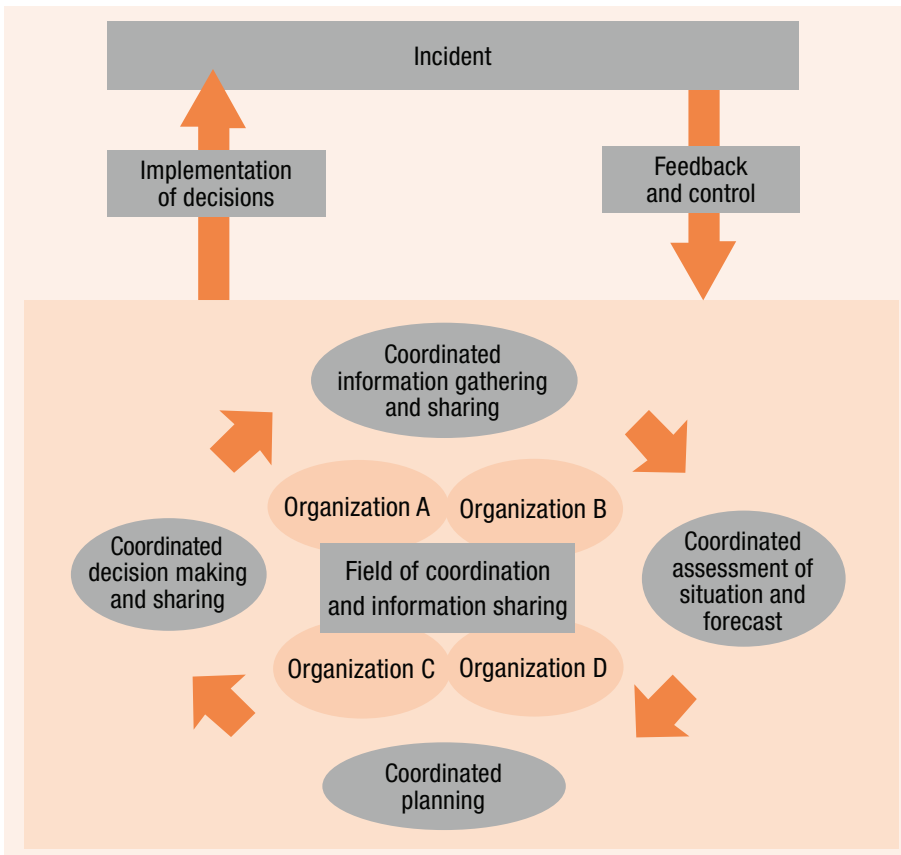 Incident
Implementation
of decisions
Feedback
and control
Coordinated
information gathering
and sharing
Organization A
Organization B
Coordinated
decision making
and sharing
Field of coordination
and information sharing
Coordinated
assessment of
situation and
forecast
Organization C
Organization D
Coordinated
planning